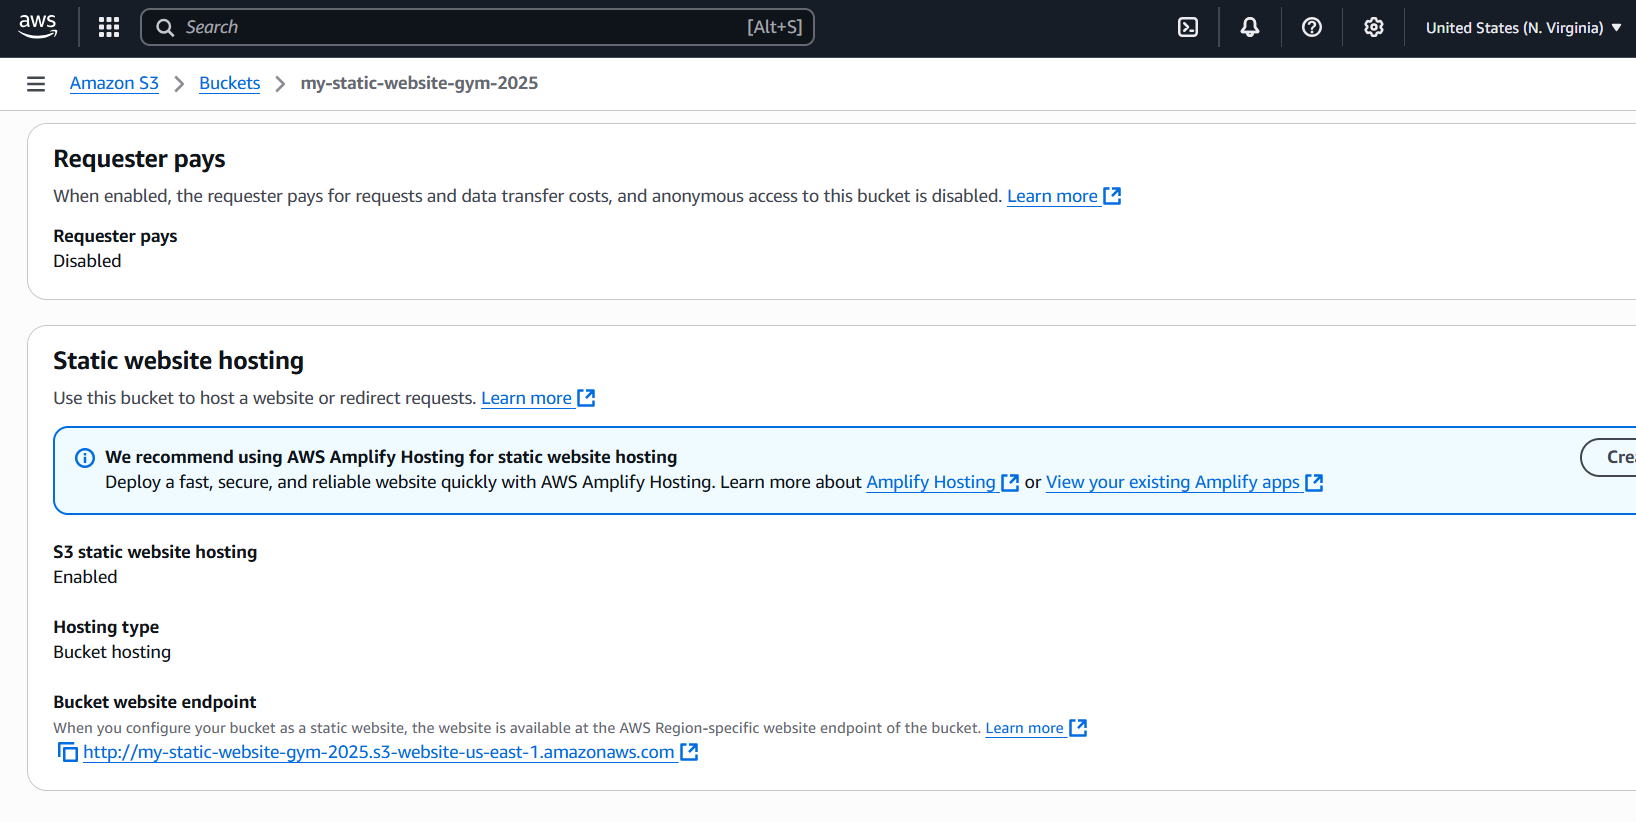 aws
Search [Alt+S]
United States (N. Virginia)
Amazon S3 Buckets my-static-website-gym-2025
Requester pays
When enabled, the requester pays for requests and data transfer costs, and anonymous access to this bucket is disabled. Learn more
Requester pays
Disabled
Static website hosting
Use this bucket to host a website or redirect requests. Learn more
We recommend using AWS Amplify Hosting for static website hosting
Cre
Deploy a fast, secure, and reliable website quickly with AWS Amplify Hosting. Learn more about Amplify Hosting or View your existing Amplify apps
S3 static website hosting
Enabled
Hosting type
Bucket hosting
Bucket website endpoint
When you configure your bucket as a static website, the website is available at the AWS Region-specific website endpoint of the bucket. Learn more
http://my-static-website-gym-2025.s3-website-us-east-1.amazonaws.com